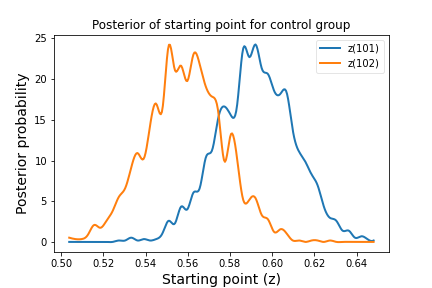 Posterior of starting point for control group
z(101)
z(102)
Posterior probability
25
20
15
10
5
0
0.50 0.52 0.54 0.56 0.58 0.60 0.62 0.64
Starting point (z)